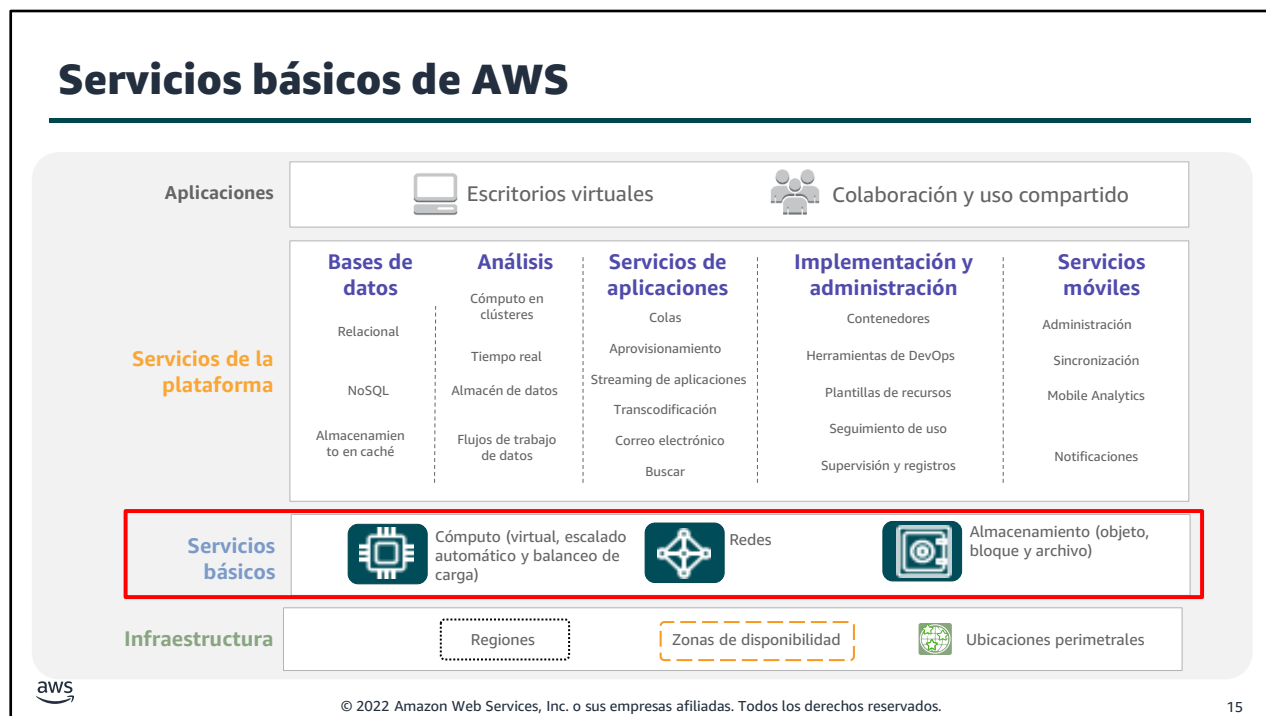 Servicios básicos de AWS
Aplicaciones
Escritorios virtuales
Colaboración y uso compartido
Servicios de la
plataforma
Bases de
datos
Relacional
NoSQL
Almacenamien
to en caché
Análisis
Cómputo en
clústeres
Tiempo real
Almacén de datos
Flujos de trabajo
de datos
Servicios de
aplicaciones
Colas
Aprovisionamiento
Streaming de aplicaciones
Transcodificación
Correo electrónico
Buscar
Implementación y
administración
Contenedores
Herramientas de DevOps
Plantillas de recursos
Seguimiento de uso
Supervisión y registros
Servicios
móviles
Administración
Sincronización
Mobile Analytics
Notificaciones
Servicios
básicos
Cómputo (virtual, escalado
automático y balanceo de
carga)
Redes
Almacenamiento (objeto,
bloque y archivo)
Infraestructura
Regiones
Zonas de disponibilidad
Ubicaciones perimetrales
aws
© 2022 Amazon Web Services, Inc. o sus empresas afiliadas. Todos los derechos reservados.
15